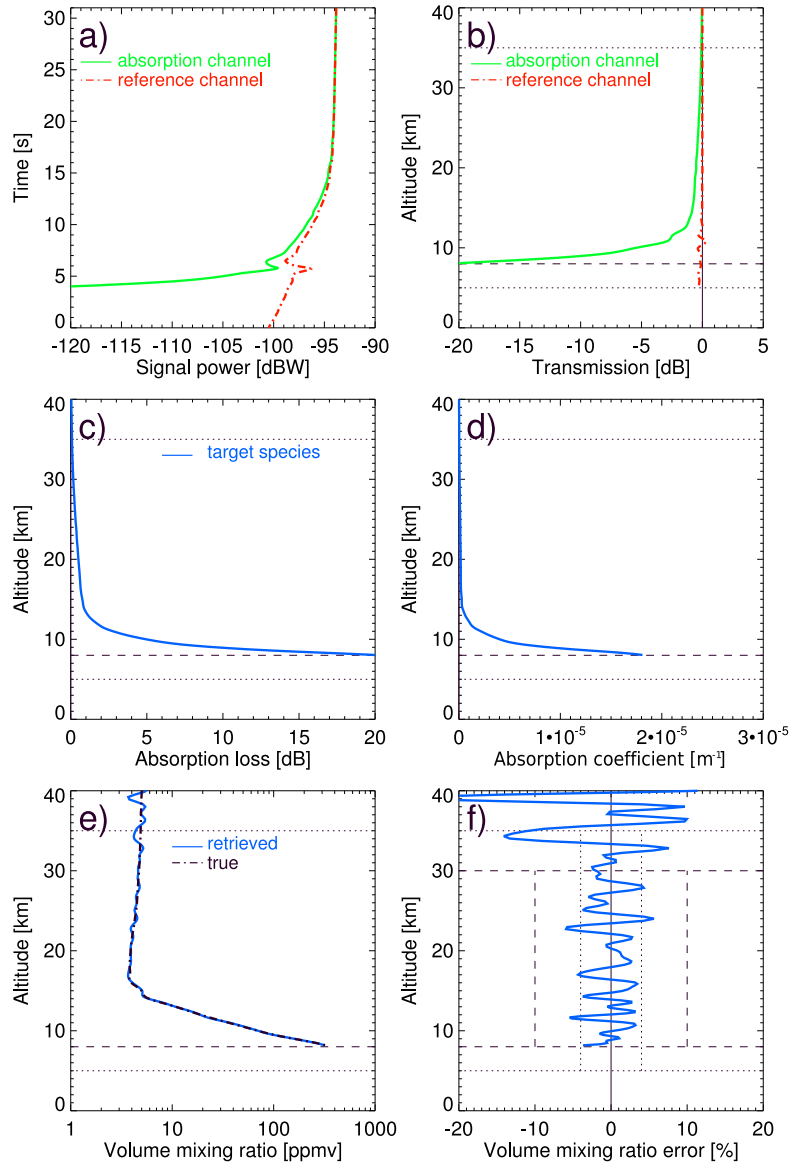 a)
absorption channel
reference channel
30
25
20
15
10
5
0
Time [s]
-120 -115 -110 -105 -100 -95 -90
Signal power [dBW]
b)
absorption channel
reference channel
40
30
20
10
0
Altitude [km]
-20 -15 -10 -5 0 5
Transmission [dB]
c)
target species
40
30
20
10
0
Altitude [km]
0 5 10 15 20
Absorption loss [dB]
d)
40
30
20
10
0
Altitude [km]
0 1•10-5 2•10-5 3•10-5
Absorption coefficient [m-1]
e)
retrieved
true
40
30
20
10
0
Altitude [km]
1 10 100 1000
Volume mixing ratio [ppmv]
f)
40
30
20
10
0
Altitude [km]
-20 -10 0 10 20
Volume mixing ratio error [%]